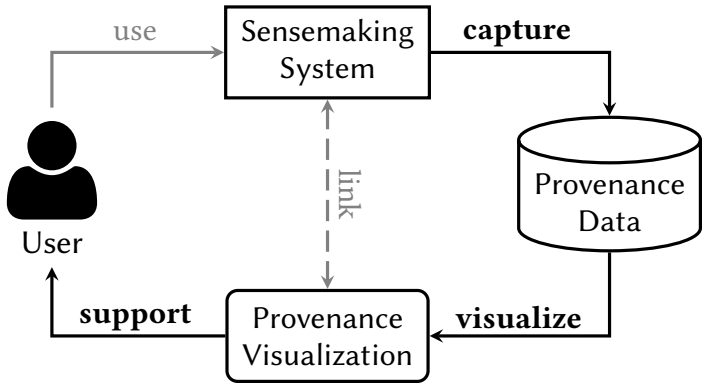 use
Sensemaking
System
capture
Provenance
Data
link
User
support
Provenance
Visualization
visualize